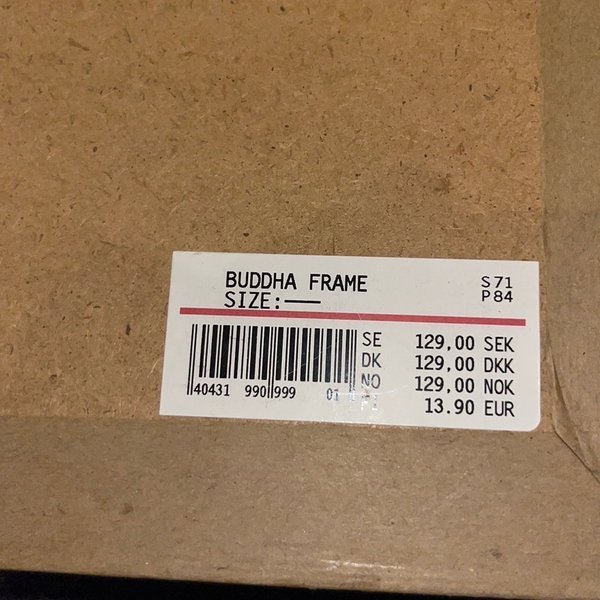 BUDDHA FRAME
SIZE:——
S71
P84
SE 129,00 SEK
DK 129,00 DKK
NO 129,00 NOK
13.90 EUR
40431 990 999 01